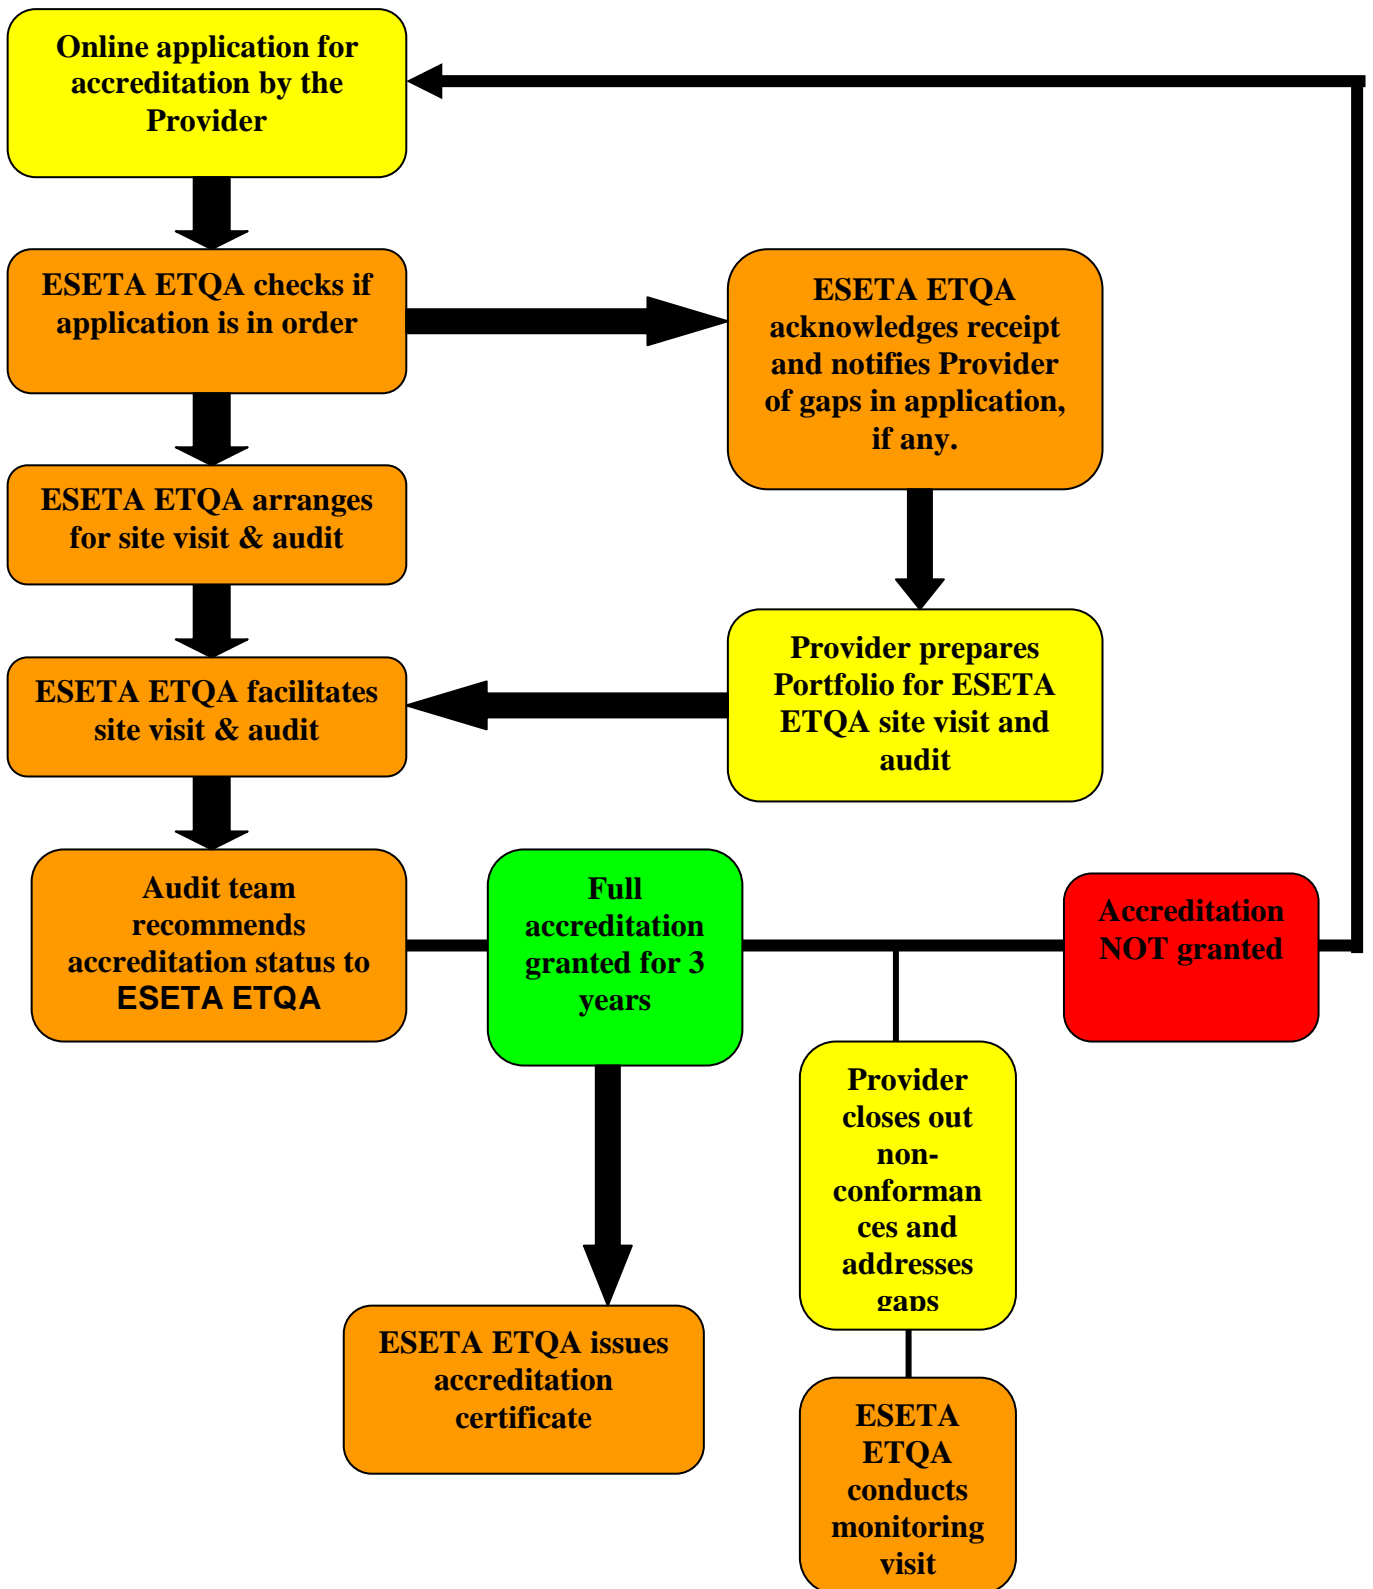 Online application for
accreditation by the
Provider
ESETA ETQA checks if
application is in order
ESETA ETQA
acknowledges receipt
and notifies Provider
of gaps in application,
if any.
ESETA ETQA arranges
for site visit & audit
Provider prepares
Portfolio for ESETA
ETQA site visit and
audit
ESETA ETQA facilitates
site visit & audit
Audit team
recommends
accreditation status to
ESETA ETQA
Full
accreditation
granted for 3
years
Accreditation
NOT granted
Provider
closes out
non-
conforman
ces and
addresses
gaps
ESETA ETQA issues
accreditation
certificate
ESETA
ETQA
conducts
monitoring
visit